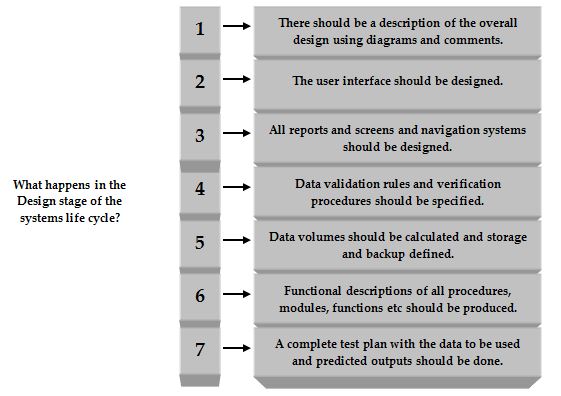 What happens in the
Design stage of the
systems life cycle?
1
There should be a description of the overall
design using diagrams and comments.
2
The user interface should be designed.
3
All reports and screens and navigation systems
should be designed.
4
Data validation rules and verification
procedures should be specified.
5
Data volumes should be calculated and storage
and backup defined.
6
Functional descriptions of all procedures,
modules, functions etc should be produced.
7
A complete test plan with the data to be used
and predicted outputs should be done.